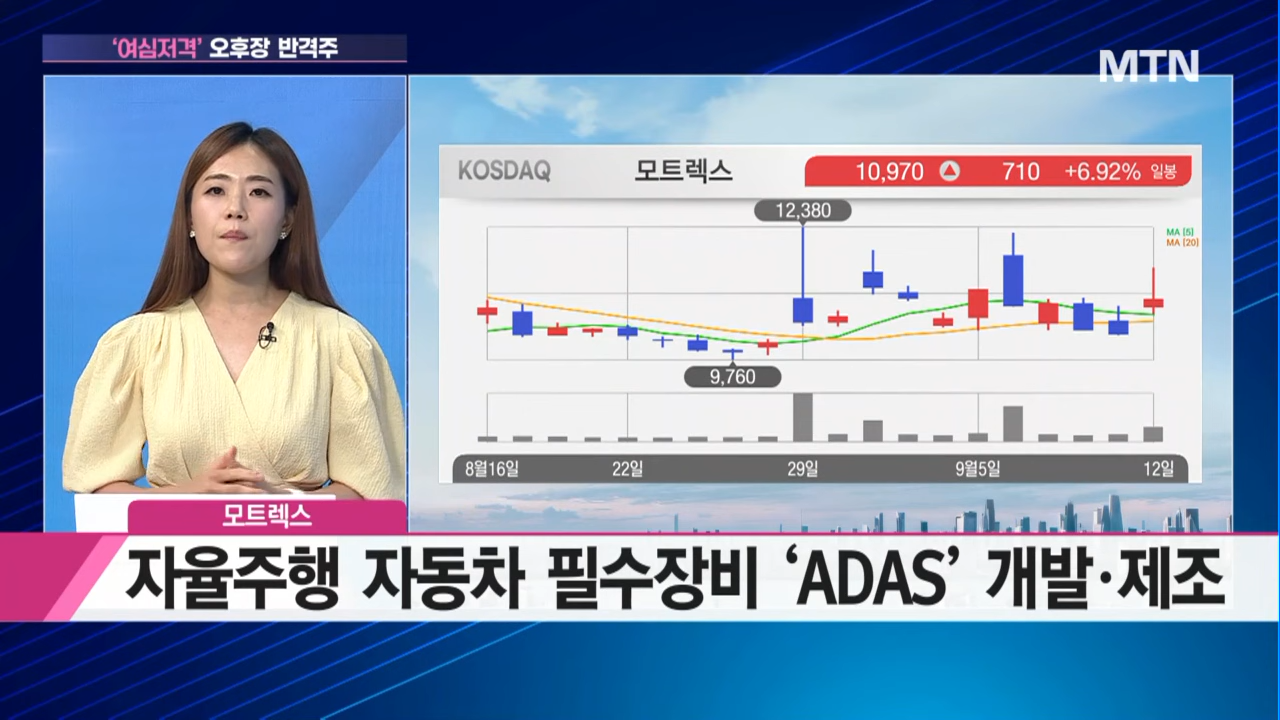 ‘여심저격’ 오후장 반격주
MTN
KOSDAQ 모트렉스 10,970 710 +6.92% 일봉
12,380
MA [5]
MA [20]
9,760
8월16일 22일 29일 9월5일 12일
모트렉스
자율주행 자동차 필수장비 ‘ADAS’ 개발·제조